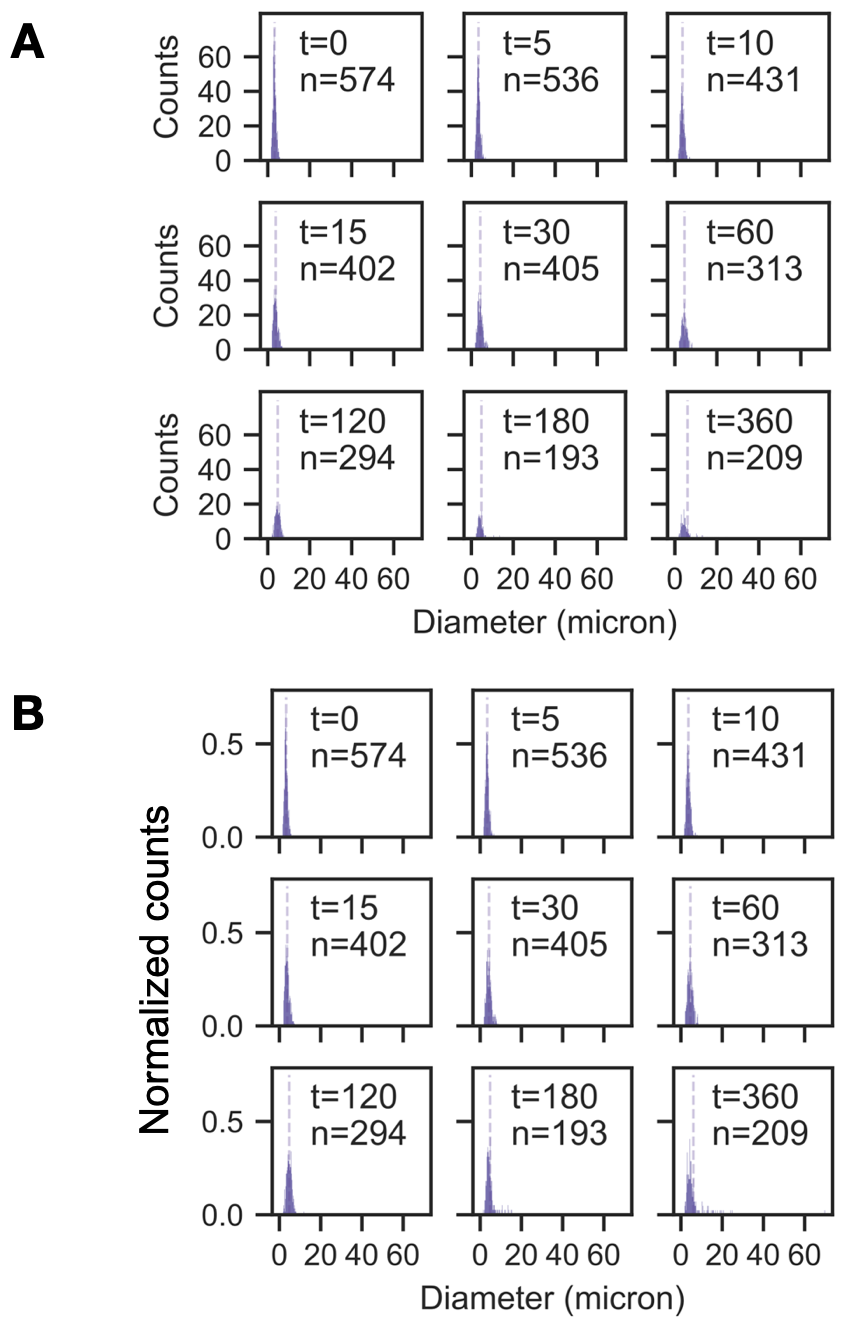 A
Counts
60
40
20
0
t=0
n=574
t=5
n=536
t=10
n=431
Counts
60
40
20
0
t=15
n=402
t=30
n=405
t=60
n=313
Counts
60
40
20
0
t=120
n=294
t=180
n=193
t=360
n=209
0 20 40 60
0 20 40 60
0 20 40 60
Diameter (micron)
B
Normalized counts
0.5
0.0
t=0
n=574
t=5
n=536
t=10
n=431
0.5
0.0
t=15
n=402
t=30
n=405
t=60
n=313
0.5
0.0
t=120
n=294
t=180
n=193
t=360
n=209
0 20 40 60
0 20 40 60
0 20 40 60
Diameter (micron)